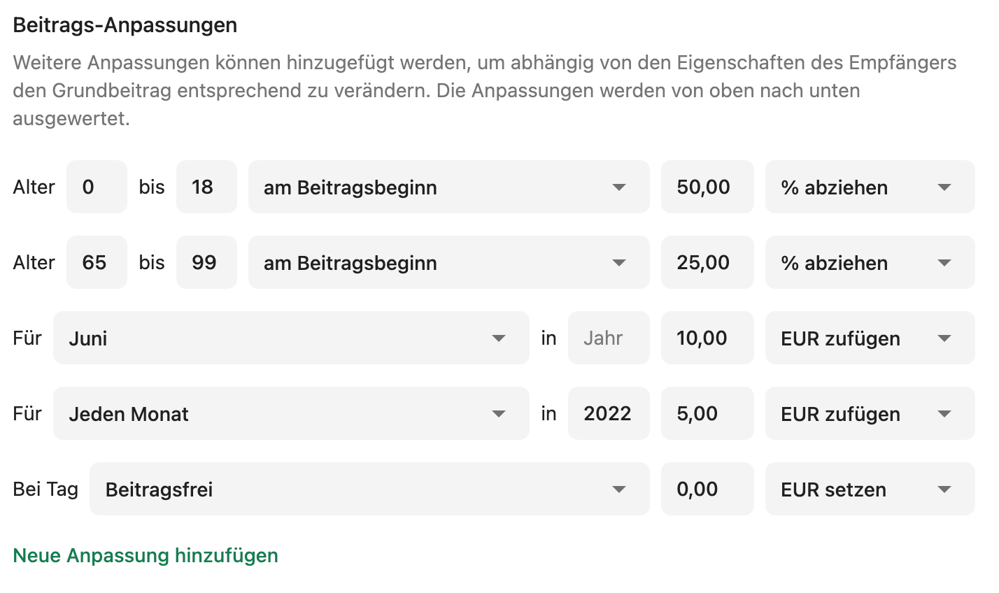 Beitrags-Anpassungen
Weitere Anpassungen können hinzugefügt werden, um abhängig von den Eigenschaften des Empfängers
den Grundbeitrag entsprechend zu verändern. Die Anpassungen werden von oben nach unten
ausgewertet.
Alter 0 bis 18 am Beitragsbeginn 50,00 % abziehen
Alter 65 bis 99 am Beitragsbeginn 25,00 % abziehen
Für Juni in Jahr 10,00 EUR zufügen
Für Jeden Monat in 2022 5,00 EUR zufügen
Bei Tag Beitragsfrei 0,00 EUR setzen
Neue Anpassung hinzufügen